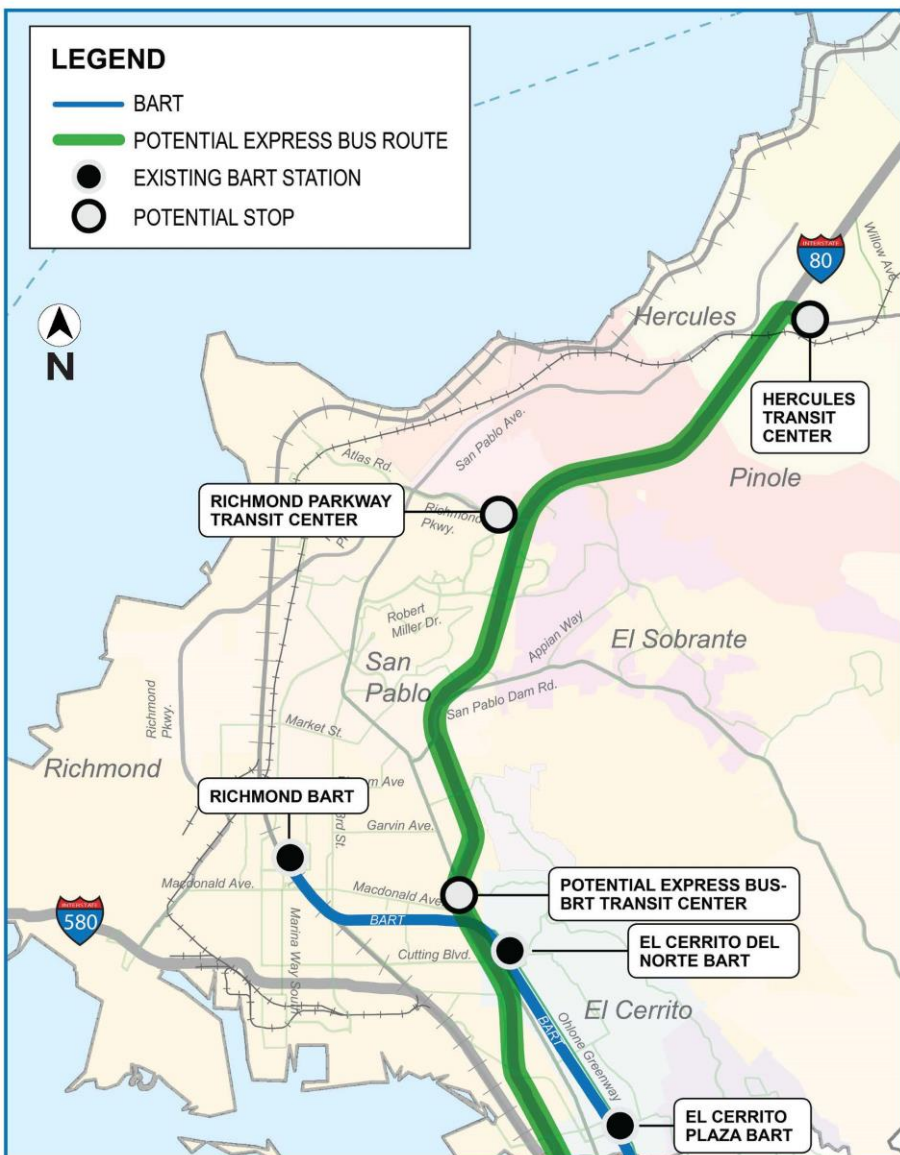 LEGEND
BART
POTENTIAL EXPRESS BUS ROUTE
EXISTING BART STATION
POTENTIAL STOP
N
INTERSTATE
80
Willow Ave
Hercules
HERCULES
TRANSIT
CENTER
San Pablo Ave.
Atlas Rd.
Pinole
RICHMOND PARKWAY
TRANSIT CENTER
Richmond
Pkwy.
Robert
Miller Dr.
Appian Way
El Sobrante
San
Pablo
San Pablo Dam Rd.
Richmond
Pkwy.
Market St.
Richmond
RICHMOND BART
Ave
Garvin Ave.
Macdonald Ave.
Macdonald Ave
POTENTIAL EXPRESS BUS-
BRT TRANSIT CENTER
INTERSTATE
580
BART
Marina Way South
Cutting Blvd.
EL CERRITO DEL
NORTE BART
El Cerrito
BART
Ohlone Greenway
EL CERRITO
PLAZA BART